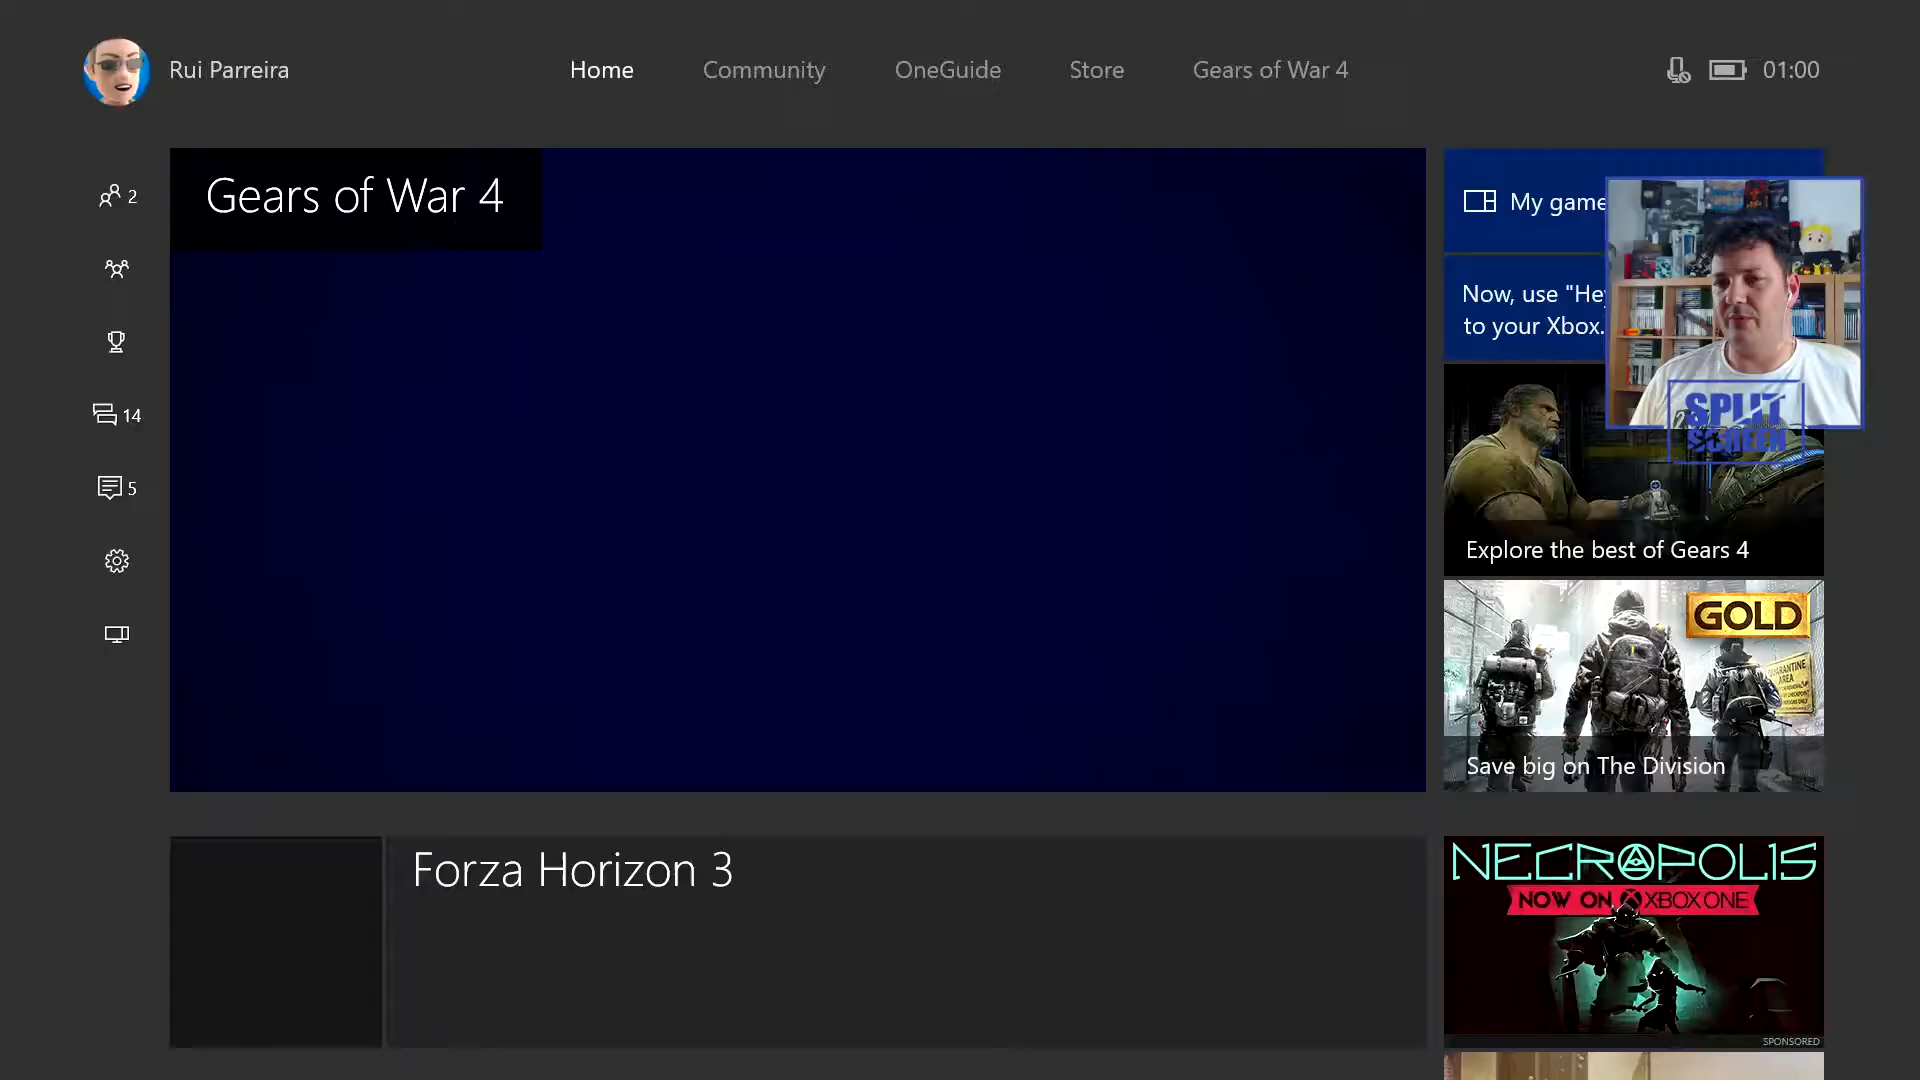 Rui Parreira
Home
Community
OneGuide
Store
Gears of War 4
01:00
Gears of War 4
2
14
5
My game
Now, use "Hey
to your Xbox.
SPLIT
SCREEN
Explore the best of Gears 4
GOLD
QUARANTINE
AREA
Save big on The Division
Forza Horizon 3
NECROPOLIS
NOW ON XBOX ONE
SPONSORED